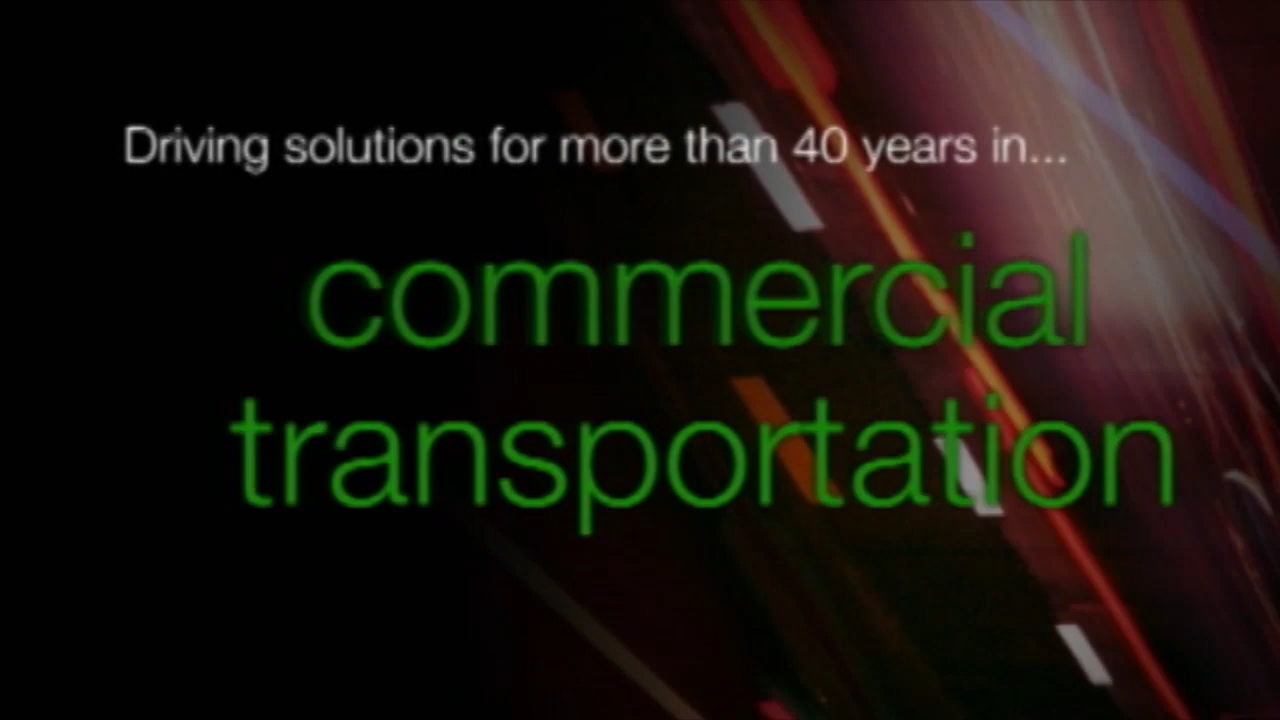 Driving solutions for more than 40 years in...
commercial
transportation